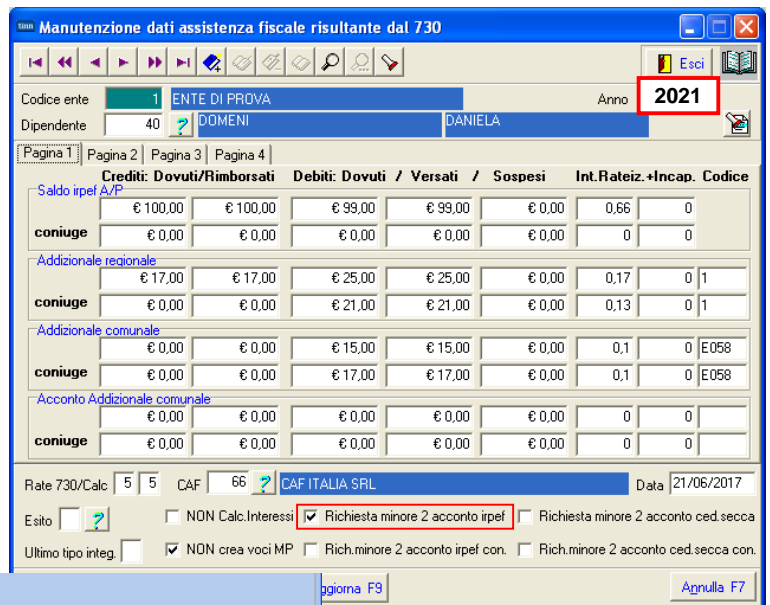 tinn Manutenzione dati assistenza fiscale risultante dal 730
Esci
Codice ente 1 ENTE DI PROVA Anno 2021
Dipendente 40 ? DOMENI DANIELA
Pagina 1 Pagina 2 Pagina 3 Pagina 4
Crediti: Dovuti/Rimborsati Debiti: Dovuti / Versati / Sospesi Int.Rateiz.+Incap. Codice
Saldo irpef A/P
€ 100,00 € 100,00 € 99,00 € 99,00 € 0,00 0,66 0
coniuge € 0,00 € 0,00 € 0,00 € 0,00 € 0,00 0 0
Addizionale regionale
€ 17,00 € 17,00 € 25,00 € 25,00 € 0,00 0,17 0 1
coniuge € 0,00 € 0,00 € 21,00 € 21,00 € 0,00 0,13 0 1
Addizionale comunale
€ 0,00 € 0,00 € 15,00 € 15,00 € 0,00 0,1 0 E058
coniuge € 0,00 € 0,00 € 17,00 € 17,00 € 0,00 0,1 0 E058
Acconto Addizionale comunale
€ 0,00 € 0,00 € 0,00 € 0,00 € 0,00 0 0
coniuge € 0,00 € 0,00 € 0,00 € 0,00 € 0,00 0 0
Rate 730/Calc 5 5 CAF 66 ? CAF ITALIA SRL Data 21/06/2017
Esito ? NON Calc.Interessi Richiesta minore 2 acconto irpef Richiesta minore 2 acconto ced.secca
Ultimo tipo integ. NON crea voci MP Rich.minore 2 acconto irpef con. Rich.minore 2 acconto ced.secca con.
ggiorna F9 Annulla F7